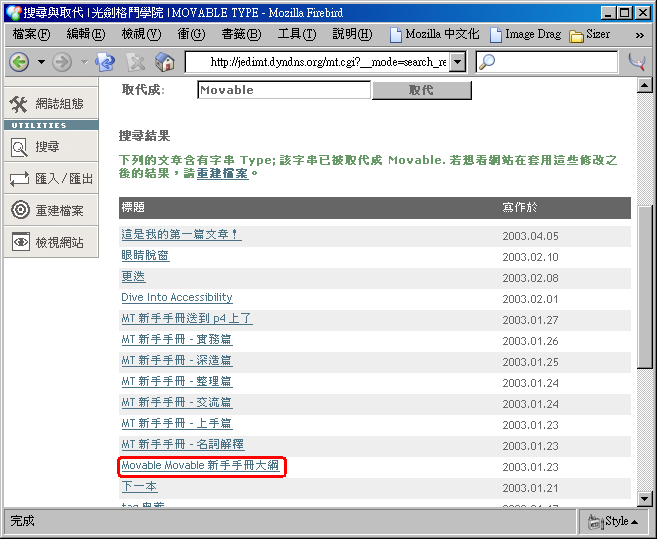 搜尋與取代 | 光劍格鬥學院 | MOVABLE TYPE - Mozilla Firebird
檔案(F) 編輯(E) 檢視(V) 衝(G) 書籤(B) 工具(T) 說明(H) Mozilla 中文化 Image Drag Sizer »
http://jedimt.dyndns.org/mt.cgi?__mode=search_re
網誌組態
UTILITIES
搜尋
匯入/匯出
重建檔案
檢視網站
取代成: Movable 取代
搜尋結果
下列的文章含有字串 Type; 該字串已被取代成 Movable. 若想看網站在套用這些修改之
後的結果，請重建檔案。
標題 寫作於
這是我的第一篇文章！ 2003.04.05
眼睛脫窗 2003.02.10
更迭 2003.02.08
Dive Into Accessibility 2003.02.01
MT 新手手冊送到 p4 上了 2003.01.27
MT 新手手冊 - 實務篇 2003.01.26
MT 新手手冊 - 深造篇 2003.01.25
MT 新手手冊 - 整理篇 2003.01.24
MT 新手手冊 - 交流篇 2003.01.24
MT 新手手冊 - 上手篇 2003.01.23
MT 新手手冊 - 名詞解釋 2003.01.23
Movable Movable 新手手冊大綱 2003.01.23
下一本 2003.01.21
完成 Style